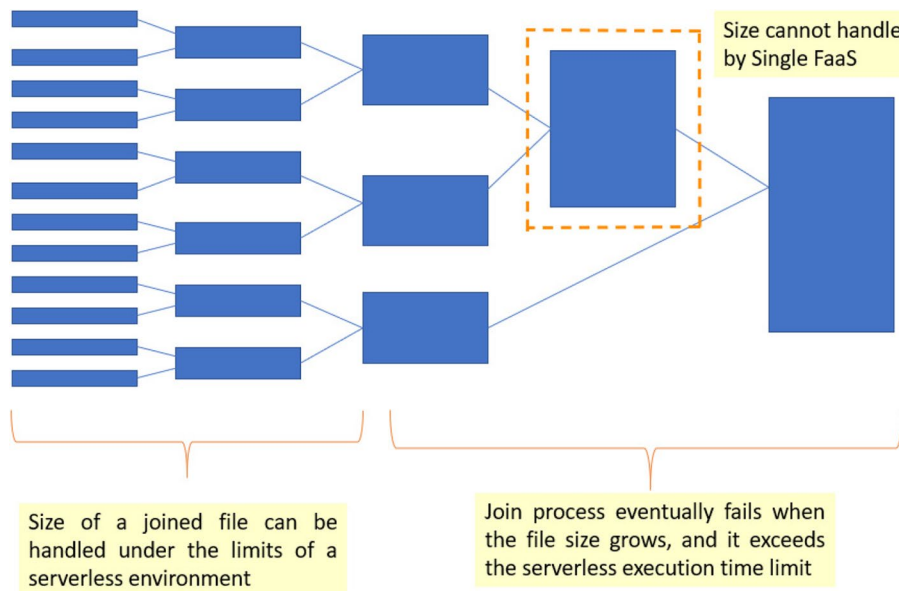 Size cannot handle
by Single FaaS
Size of a joined file can be
handled under the limits of a
serverless environment
Join process eventually fails when
the file size grows, and it exceeds
the serverless execution time limit